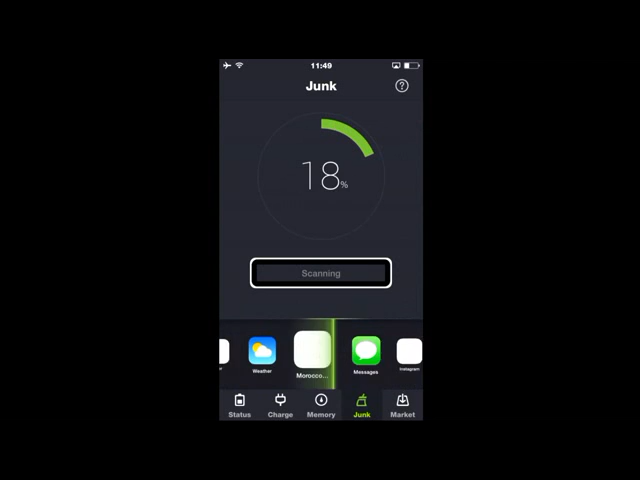 11:49
Junk
?
18%
Scanning
Weather
Morocco...
Messages
Instagram
Status Charge Memory Junk Market